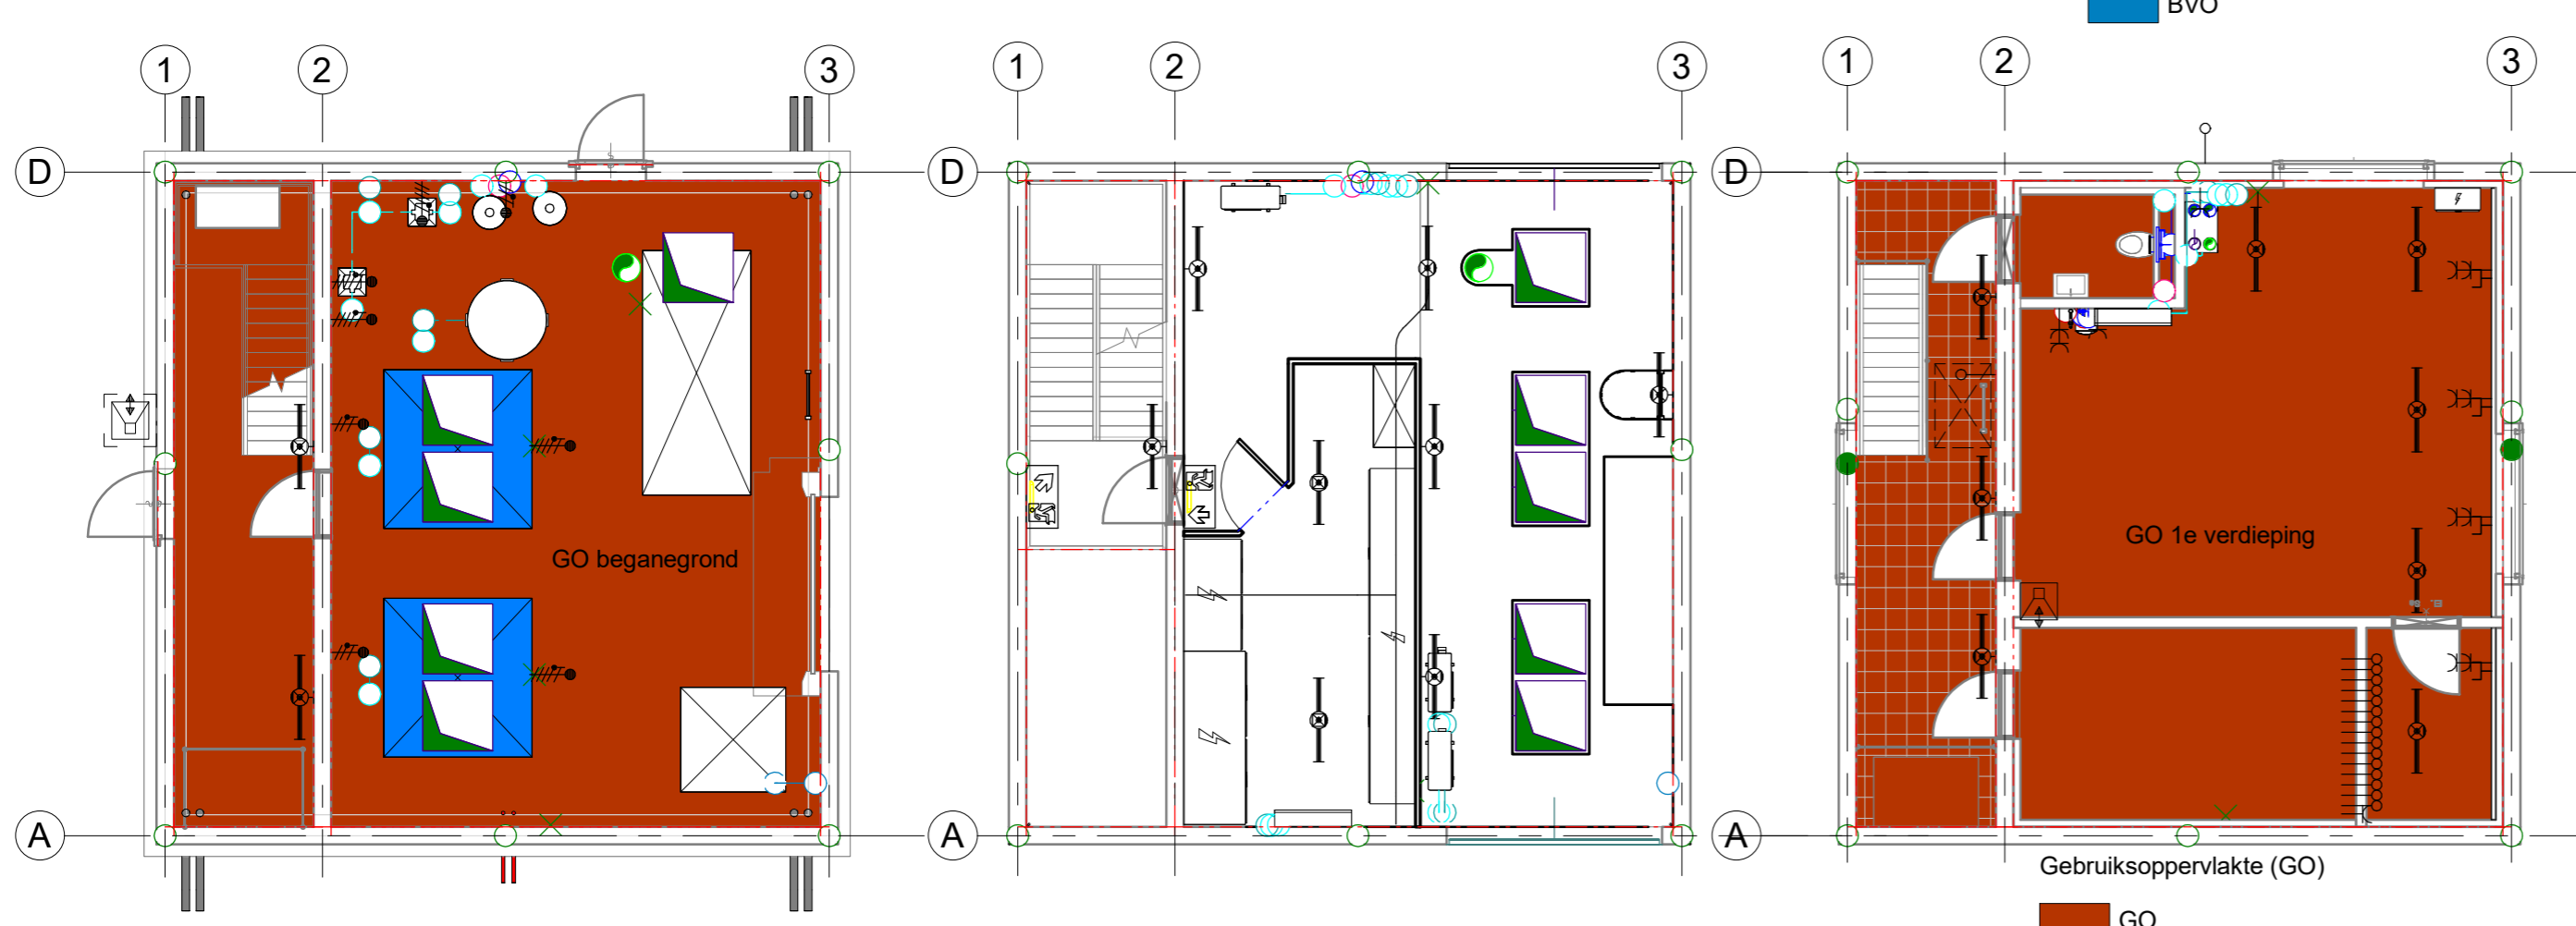 BVO
1 2 3 1 2 3 1 2 3
D D D
GO beganegrond
GO 1e verdieping
A A A
Gebruiksoppervlakte (GO)
GO